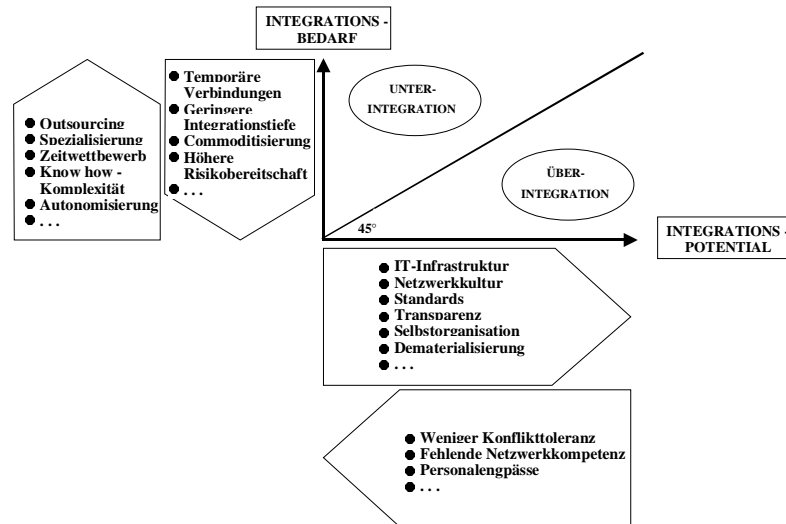 INTEGRATIONS -
BEDARF
● Outsourcing
● Spezialisierung
● Zeitwettbewerb
● Know how -
Komplexität
● Autonomisierung
● . . .
● Temporäre
Verbindungen
● Geringere
Integrationstiefe
● Commoditisierung
● Höhere
Risikobereitschaft
● . . .
UNTER-
INTEGRATION
ÜBER-
INTEGRATION
45°
INTEGRATIONS -
POTENTIAL
● IT-Infrastruktur
● Netzwerkkultur
● Standards
● Transparenz
● Selbstorganisation
● Dematerialisierung
● . . .
● Weniger Konflikttoleranz
● Fehlende Netzwerkkompetenz
● Personalengpässe
● . . .